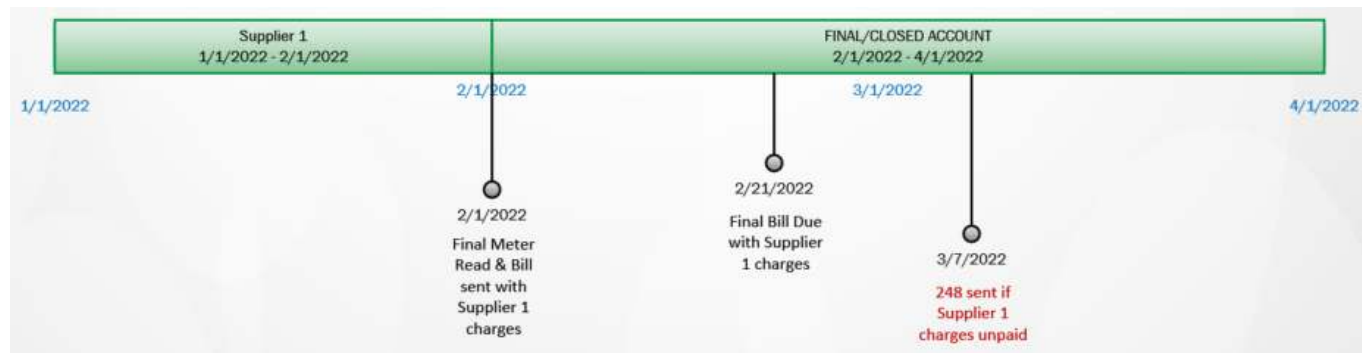 Supplier 1
1/1/2022 - 2/1/2022
FINAL/CLOSED ACCOUNT
2/1/2022 - 4/1/2022
1/1/2022
2/1/2022
3/1/2022
4/1/2022
2/1/2022
Final Meter
Read & Bill
sent with
Supplier 1
charges
2/21/2022
Final Bill Due
with Supplier
1 charges
3/7/2022
248 sent if
Supplier 1
charges unpaid